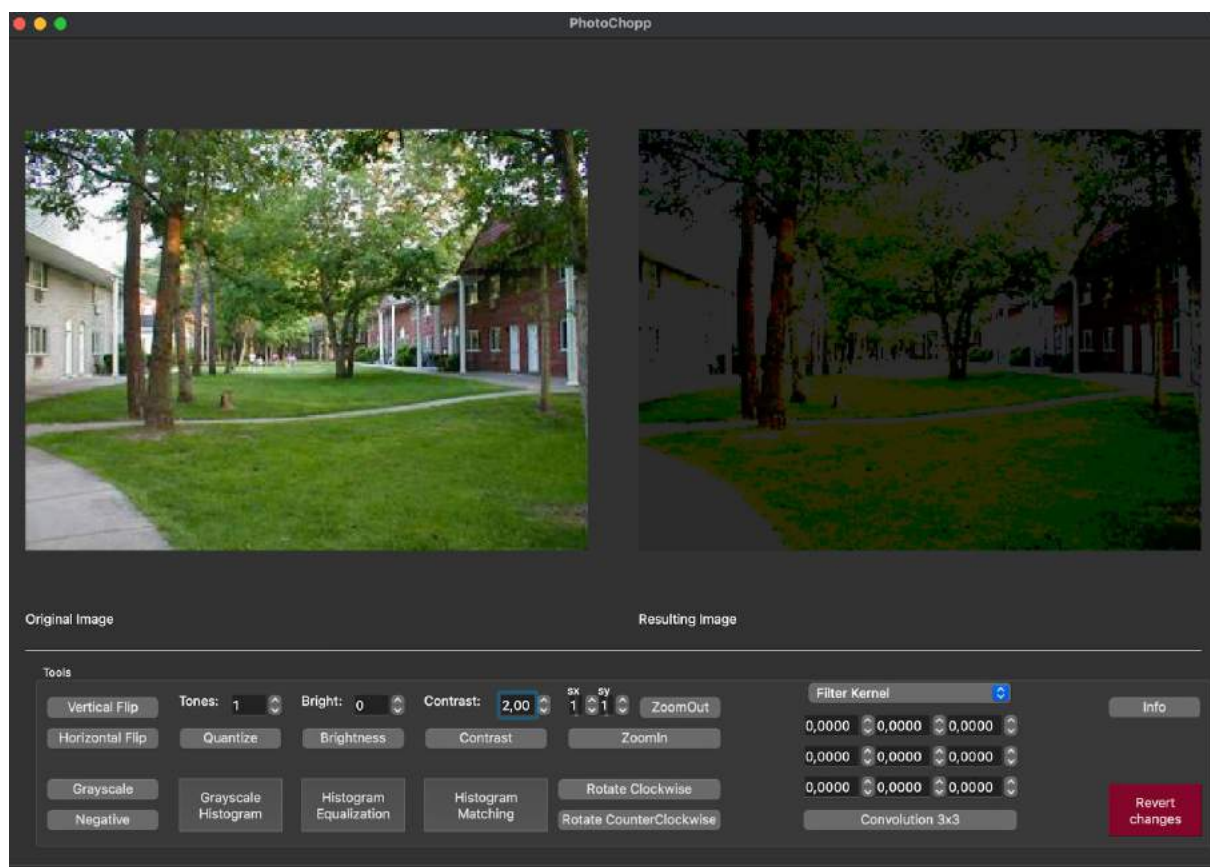 PhotoChopp
Original Image
Resulting Image
Tools
Vertical Flip
Tones: 1
Bright: 0
Contrast: 2,00
sx sy
1 1
ZoomOut
Filter Kernel
Info
Horizontal Flip
Quantize
Brightness
Contrast
ZoomIn
0,0000 0,0000 0,0000
0,0000 0,0000 0,0000
0,0000 0,0000 0,0000
Grayscale
Negative
Grayscale
Histogram
Histogram
Equalization
Histogram
Matching
Rotate Clockwise
Rotate CounterClockwise
Convolution 3x3
Revert
changes